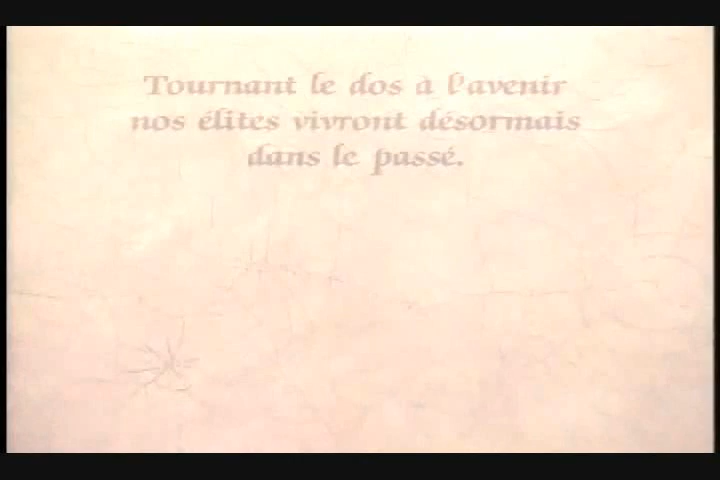 Tournant le dos à l'avenir
nos élites vivront désormais
dans le passé.